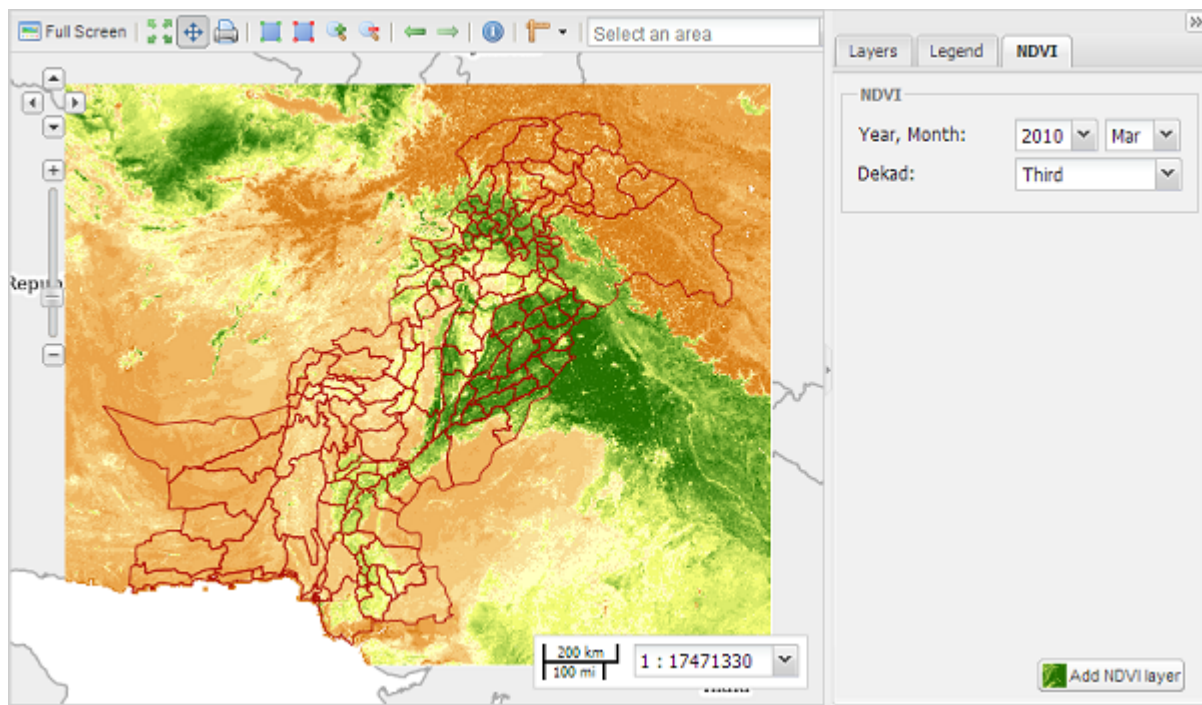 Full Screen
Select an area
Layers
Legend
NDVI
NDVI
Year, Month:
2010
Mar
Dekad:
Third
200 km
100 mi
1 : 17471330
Add NDVI layer